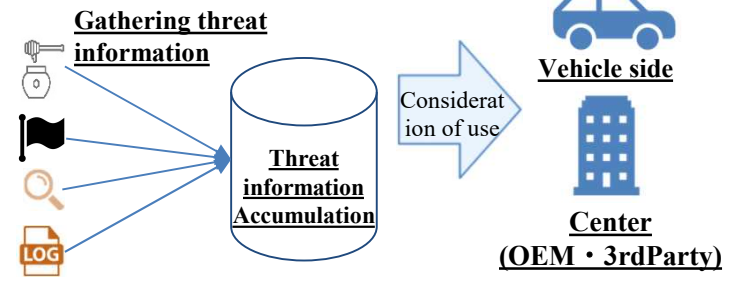 Gathering threat
information
LOG
Threat
information
Accumulation
Considerat
ion of use
Vehicle side
Center
(OEM・3rdParty)